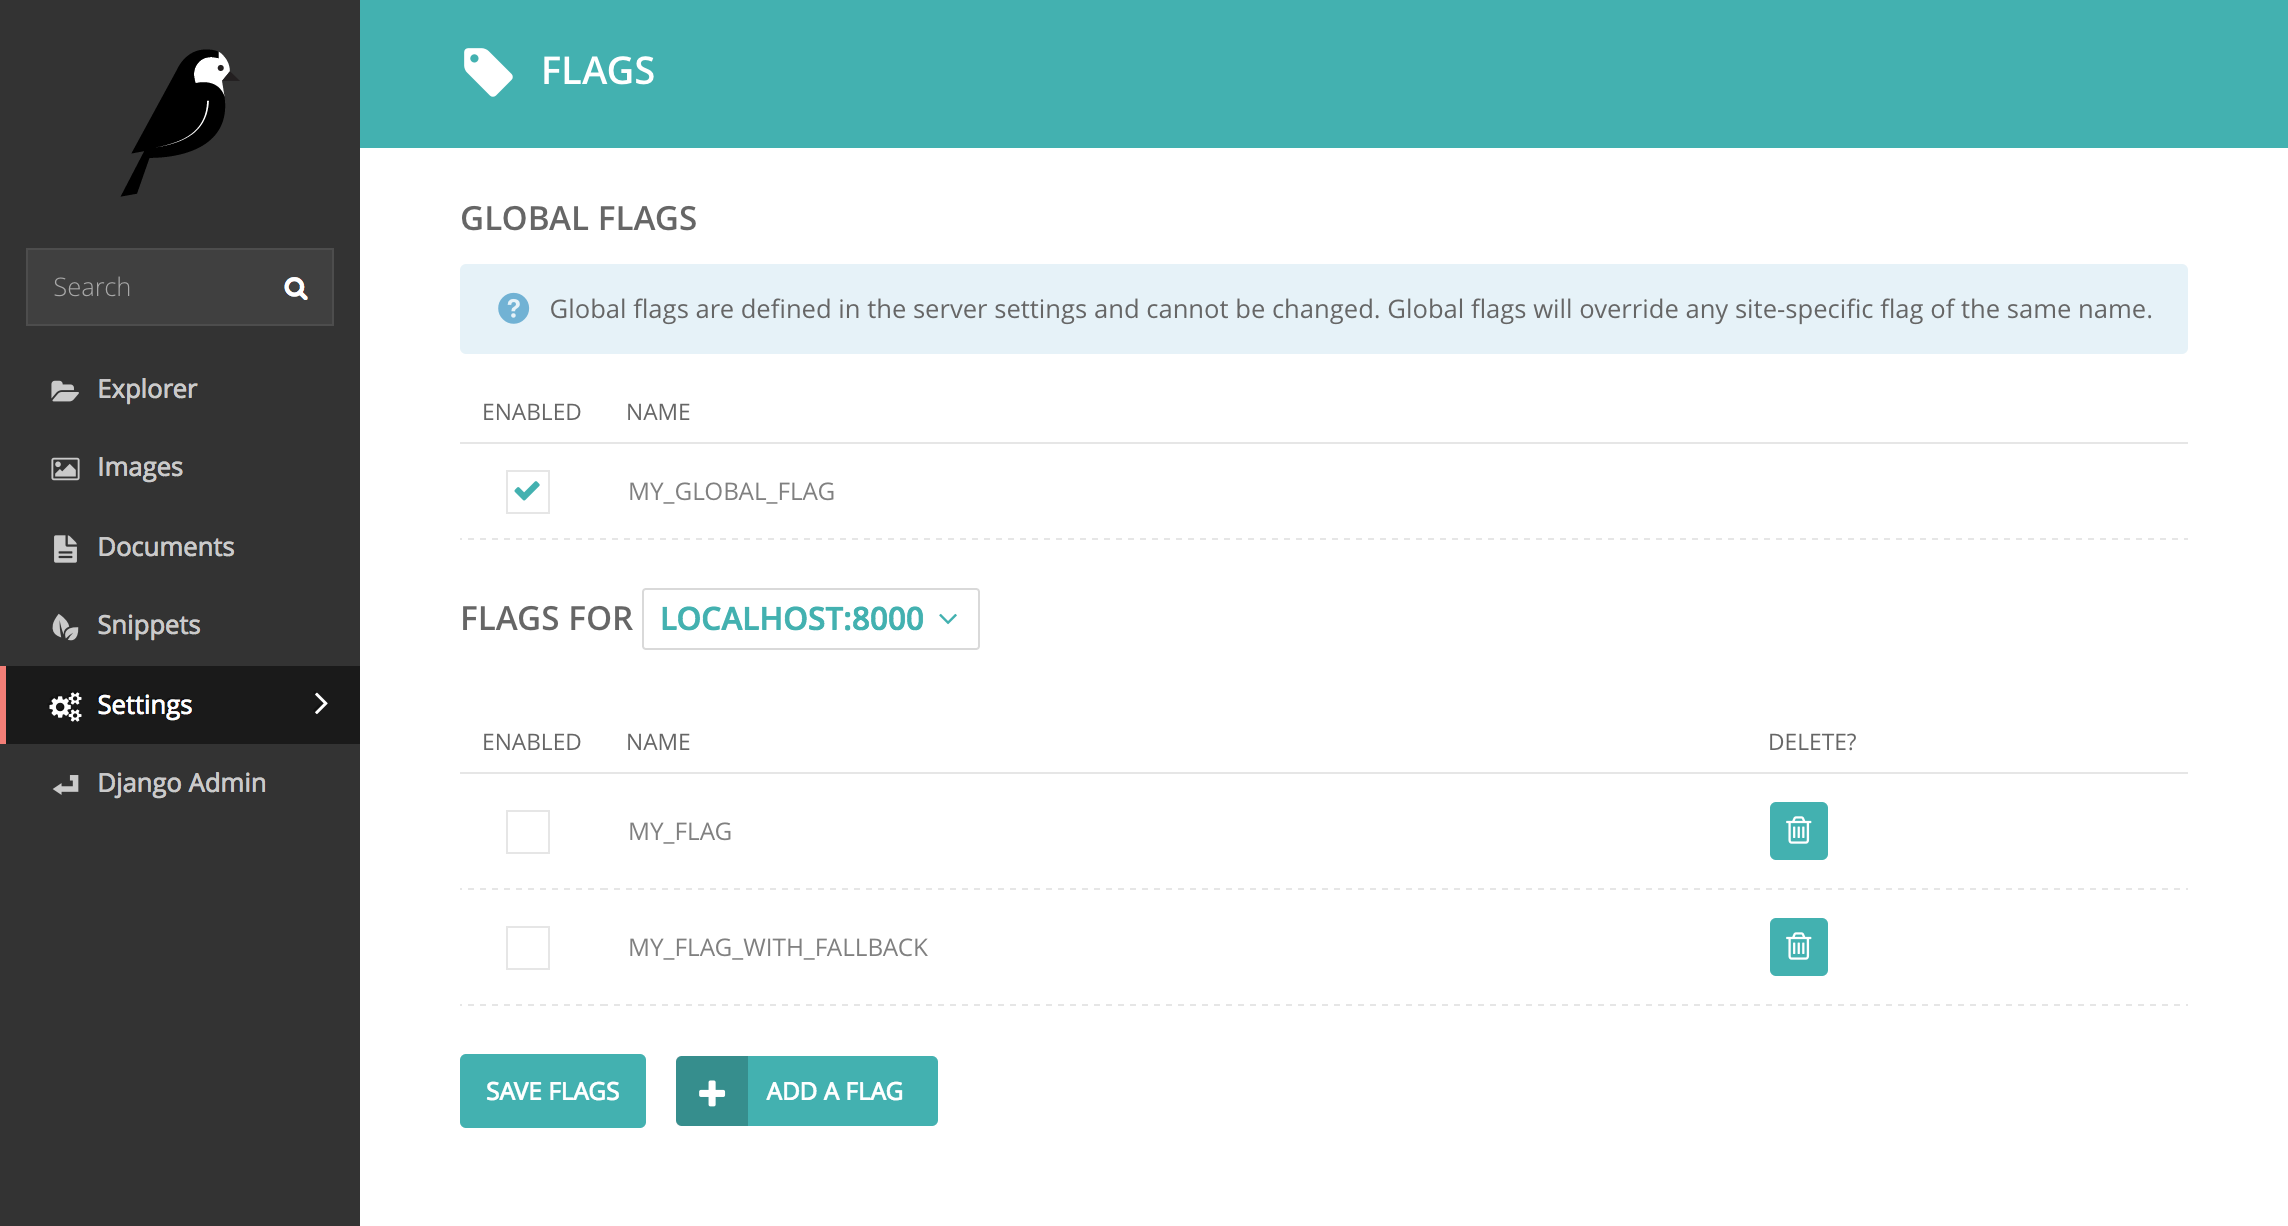 Search
Explorer
Images
Documents
Snippets
Settings
Django Admin
FLAGS
GLOBAL FLAGS
? Global flags are defined in the server settings and cannot be changed. Global flags will override any site-specific flag of the same name.
ENABLED NAME
MY_GLOBAL_FLAG
FLAGS FOR LOCALHOST:8000
ENABLED NAME DELETE?
MY_FLAG
MY_FLAG_WITH_FALLBACK
SAVE FLAGS ADD A FLAG